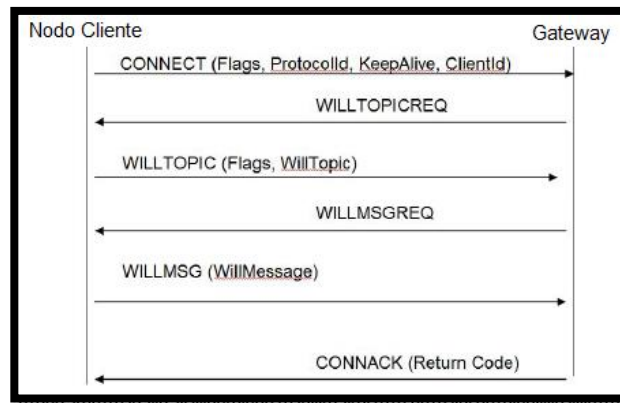 Nodo Cliente
Gateway
CONNECT (Flags, ProtocolId, KeepAlive, ClientId)
WILLTOPICREQ
WILLTOPIC (Flags, WillTopic)
WILLMSGREQ
WILLMSG (WillMessage)
CONNACK (Return Code)